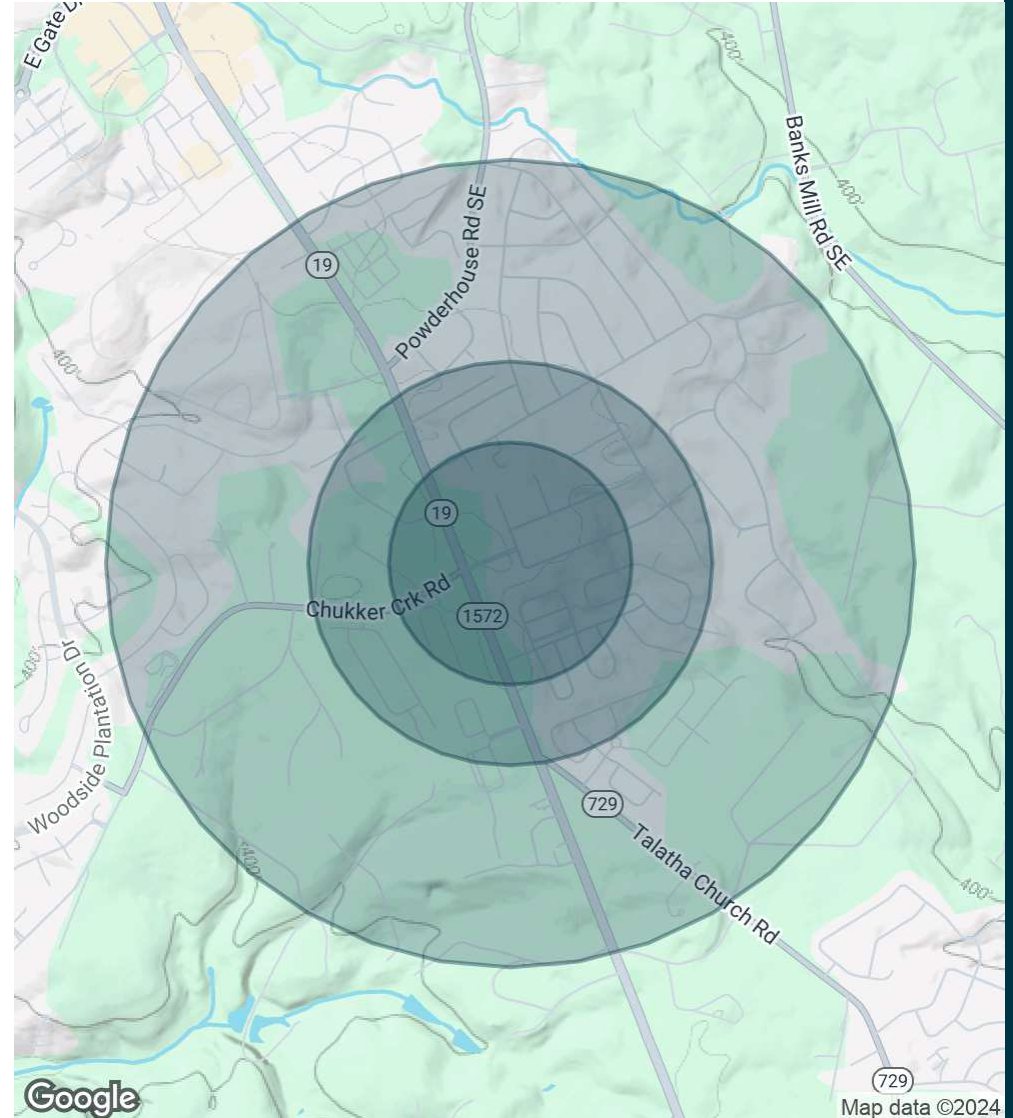 E Gate Dr
400'
Banks Mill Rd SE
400'
Powderhouse Rd SE
19
400'
19
Chukker Crk Rd
1572
400'
Woodside Plantation Dr
729
Talatha Church Rd
400'
400'
729
Google
Map data ©2024